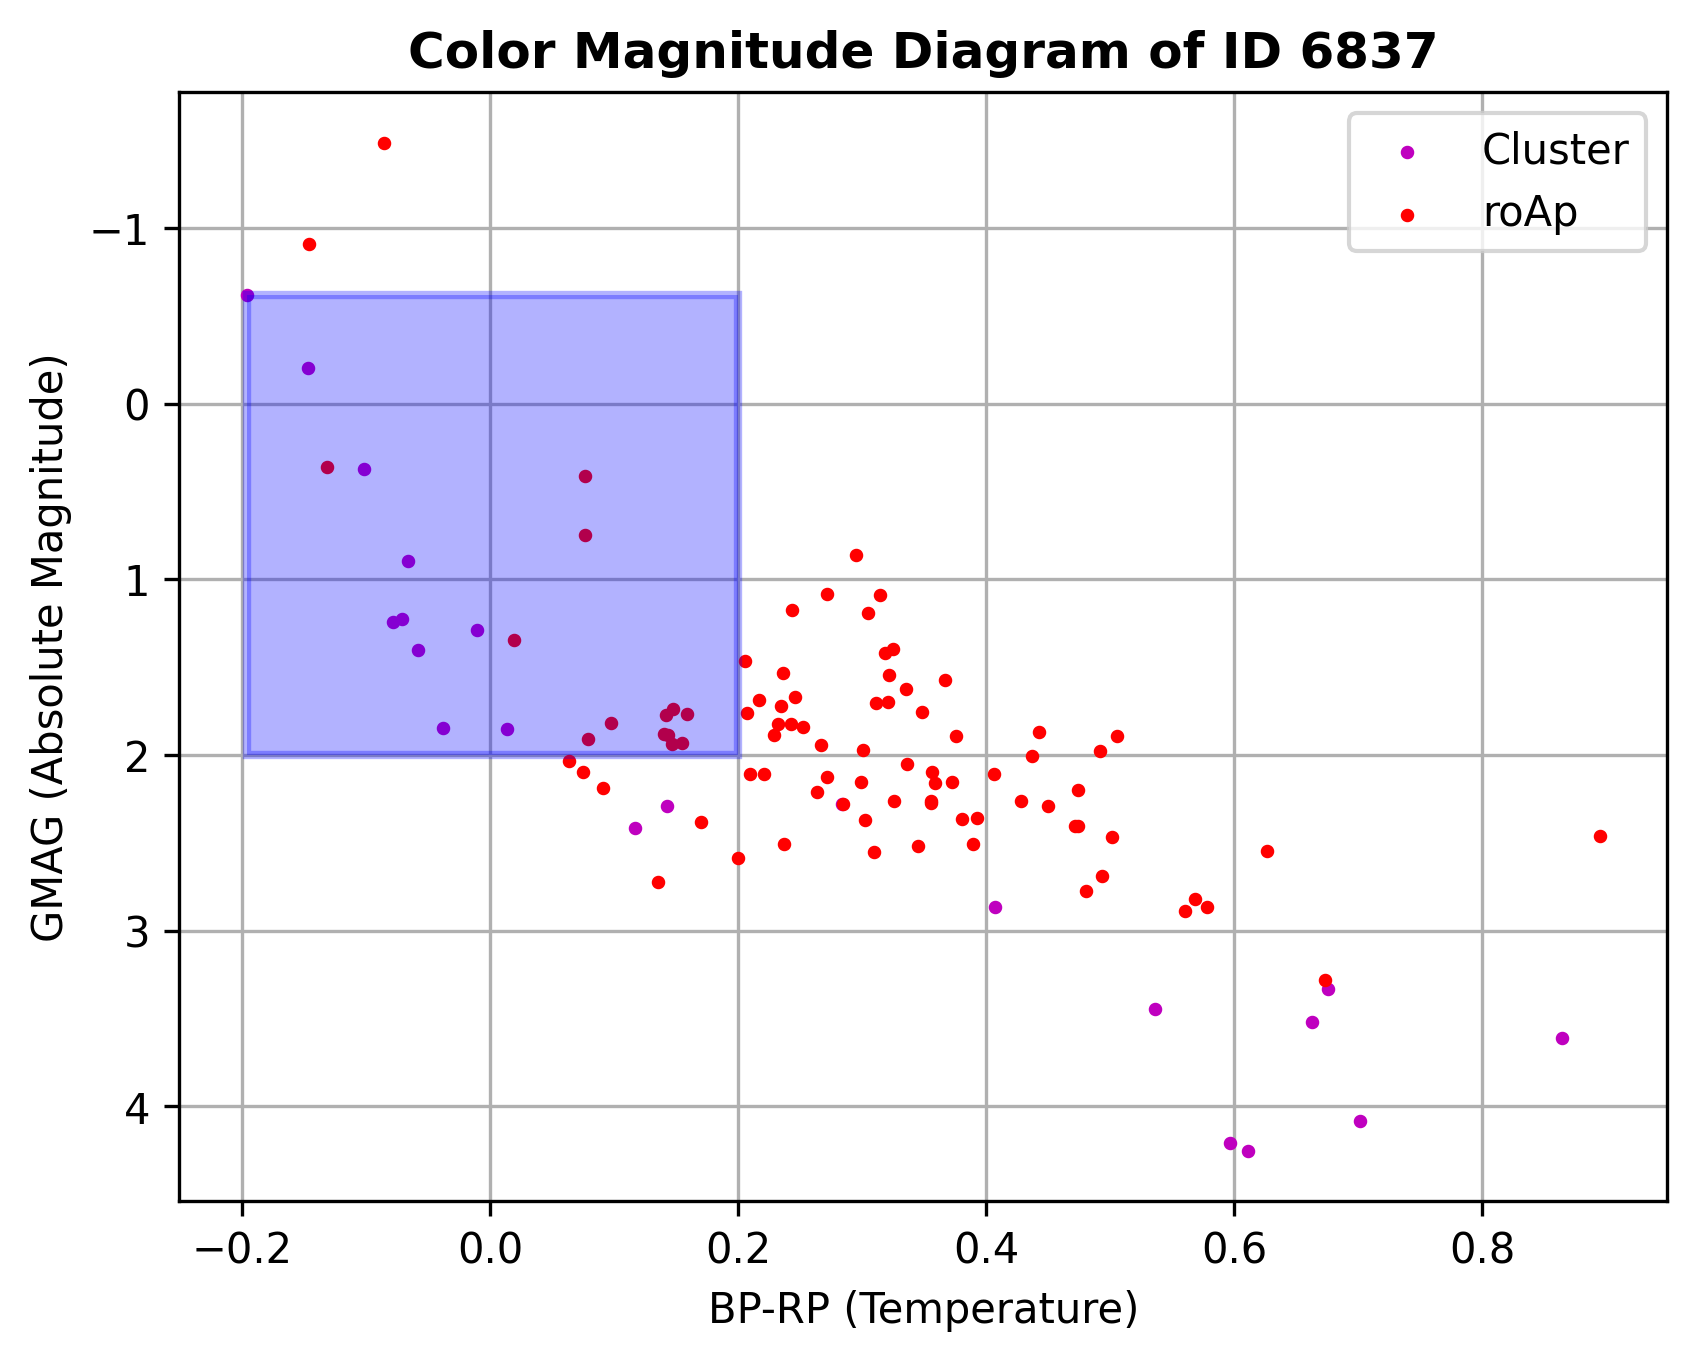 Color Magnitude Diagram of ID 6837
Cluster
roAp
−1
0
1
2
3
4
GMAG (Absolute Magnitude)
−0.2 0.0 0.2 0.4 0.6 0.8
BP-RP (Temperature)